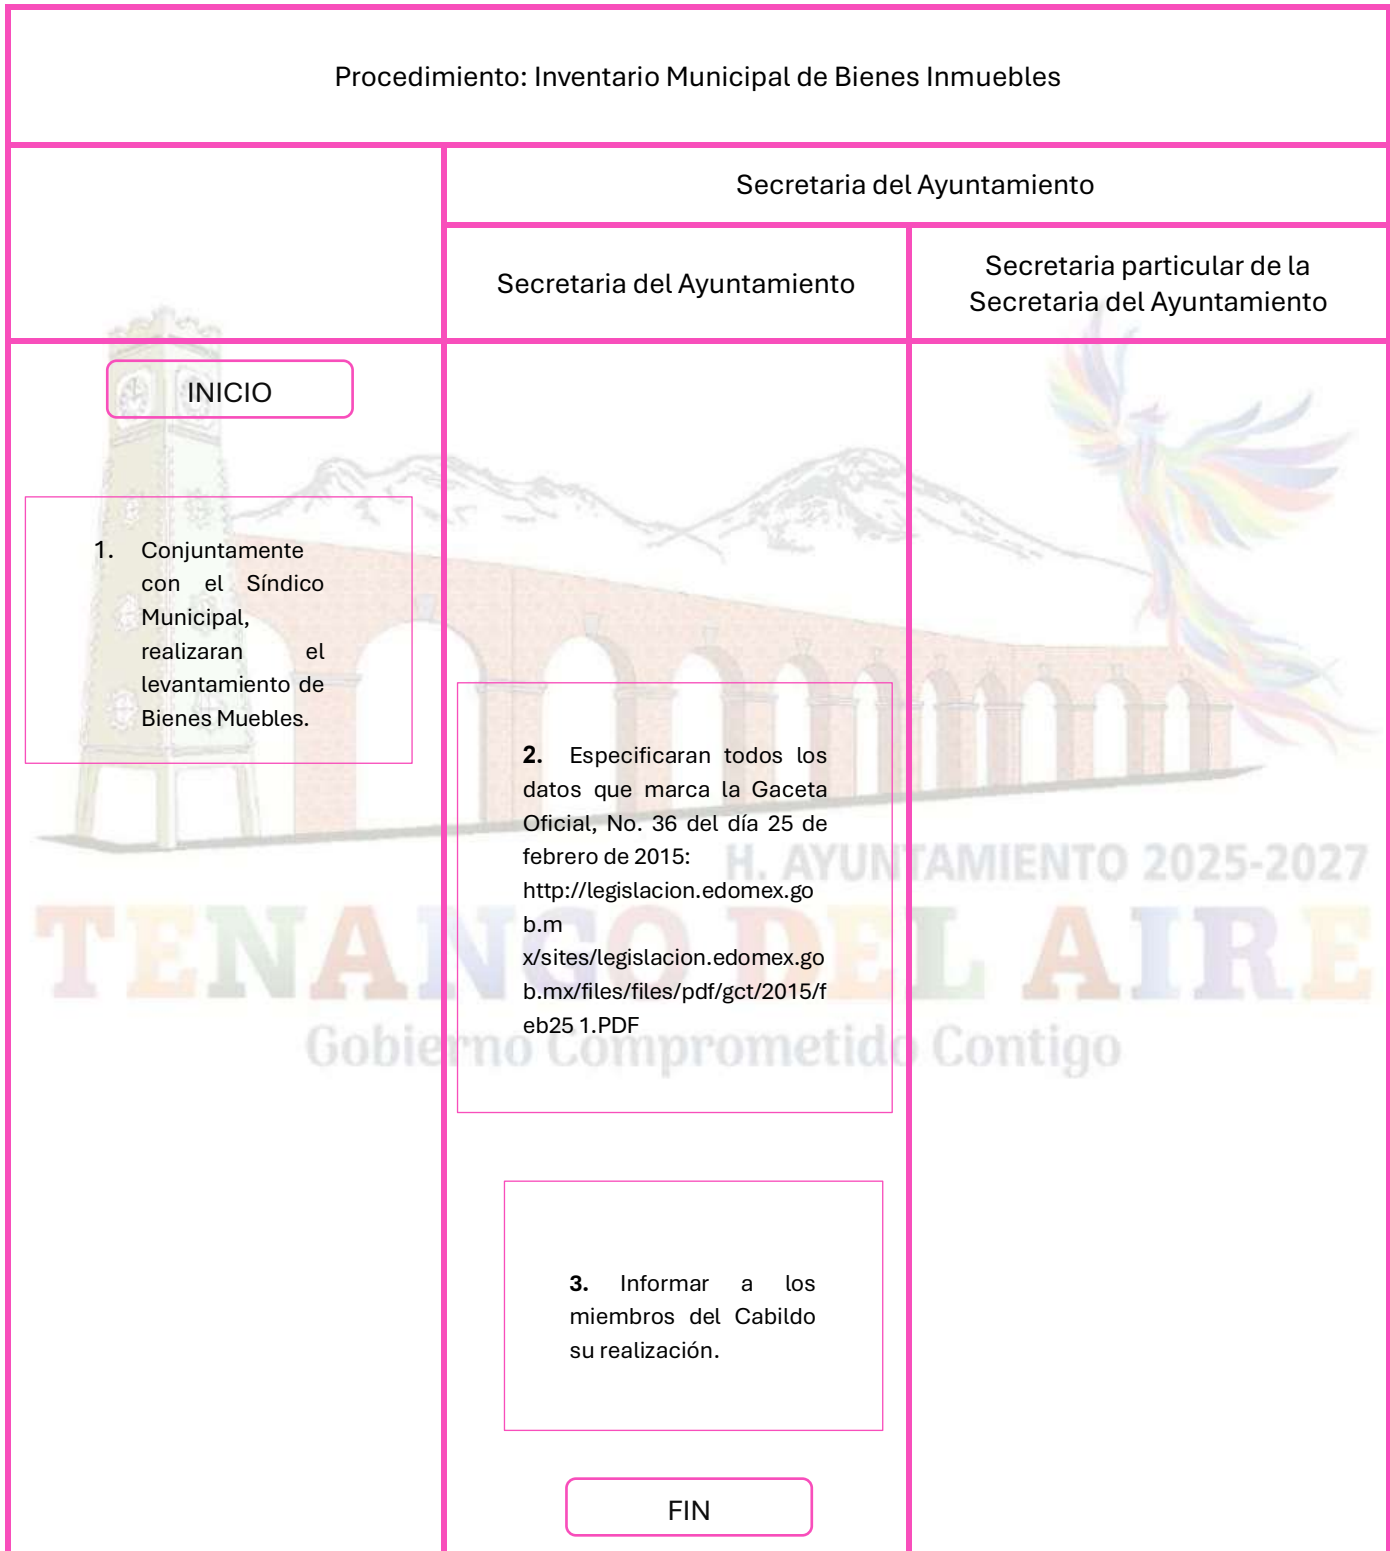 Procedimiento: Inventario Municipal de Bienes Inmuebles
Secretaria del Ayuntamiento
Secretaria del Ayuntamiento
Secretaria particular de la
Secretaria del Ayuntamiento
INICIO
1. Conjuntamente
con el Síndico
Municipal,
realizaran el
levantamiento de
Bienes Muebles.
2. Especificaran todos los
datos que marca la Gaceta
Oficial, No. 36 del día 25 de
febrero de 2015:
http://legislacion.edomex.go
b.m
x/sites/legislacion.edomex.go
b.mx/files/files/pdf/gct/2015/f
eb25 1.PDF
H. AYUNTAMIENTO 2025-2027
TENANGO DEL AIRE
Gobierno Comprometido Contigo
3. Informar a los
miembros del Cabildo
su realización.
FIN